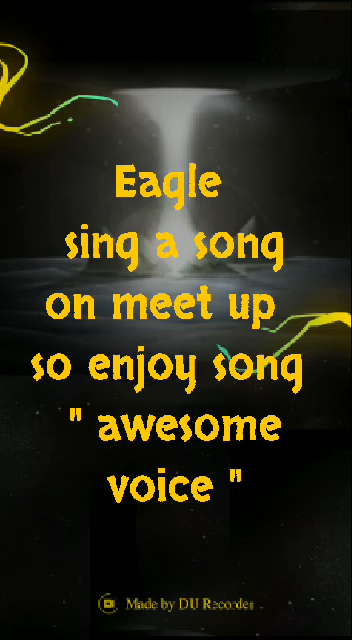 Eagle
sing a song
on meet up
so enjoy song
" awesome
voice "
Made by DU Recorder